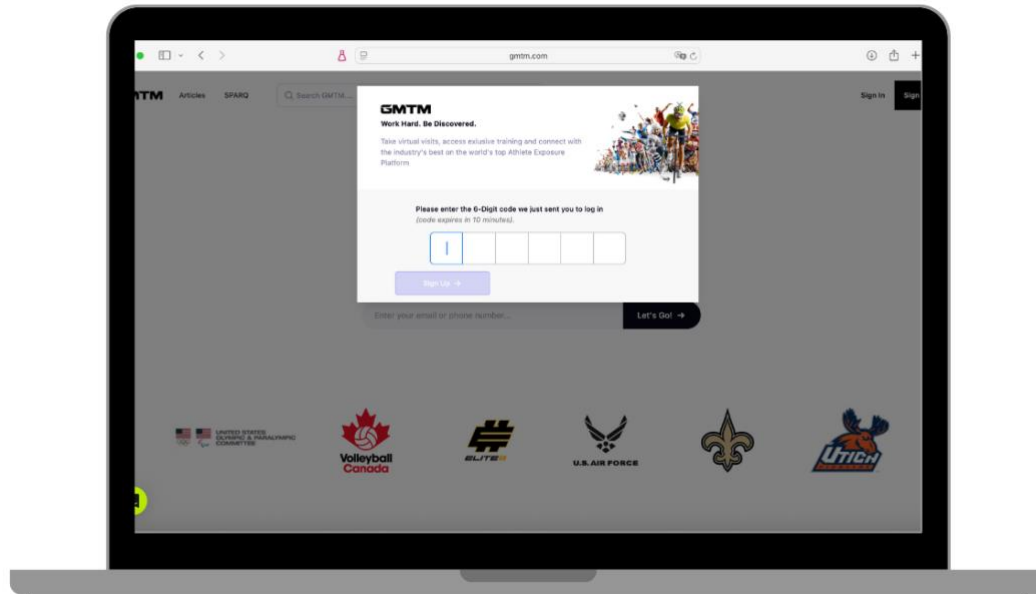 gmtm.com
MTM Articles SPARQ Search GMTM... Sign In Sign
GMTM
Work Hard. Be Discovered.
Take virtual visits, access exlusive training and connect with
the industry's best on the world's top Athlete Exposure
Platform
Please enter the 6-Digit code we just sent you to log in
(code expires in 10 minutes).
Sign Up →
Enter your email or phone number... Let's Go! →
UNITED STATES
OLYMPIC & PARALYMPIC
COMMITTEE
Volleyball
Canada
ELITE
U.S. AIR FORCE
UTICA